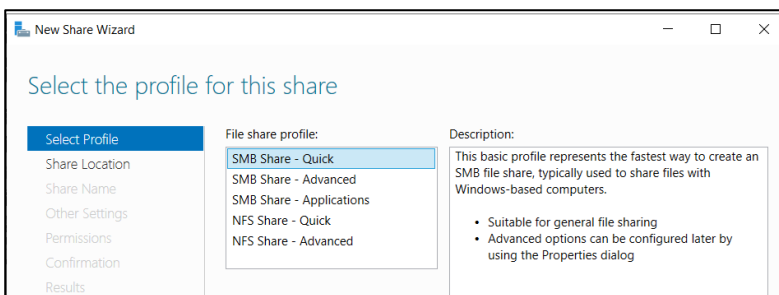 New Share Wizard
Select the profile for this share
Select Profile
Share Location
Share Name
Other Settings
Permissions
Confirmation
Results
File share profile:
SMB Share - Quick
SMB Share - Advanced
SMB Share - Applications
NFS Share - Quick
NFS Share - Advanced
Description:
This basic profile represents the fastest way to create an
SMB file share, typically used to share files with
Windows-based computers.
• Suitable for general file sharing
• Advanced options can be configured later by
using the Properties dialog